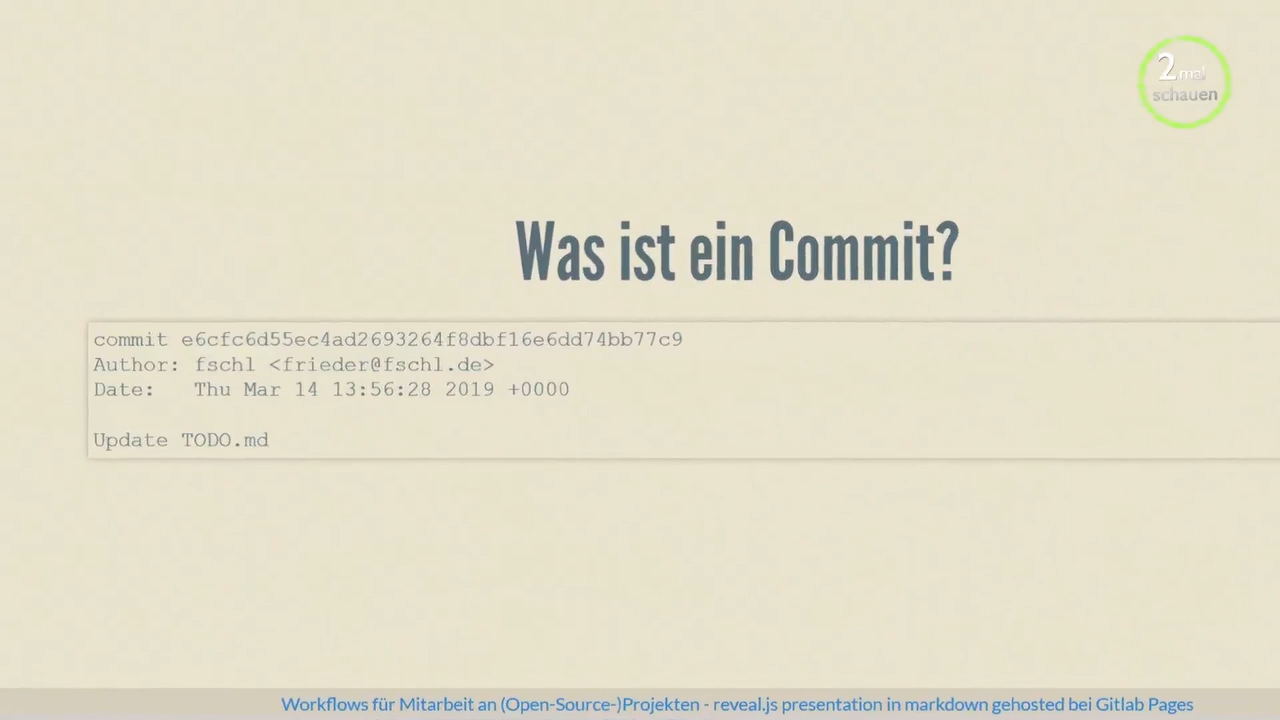 2 mal
schauen
Was ist ein Commit?
commit e6cfc6d55ec4ad2693264f8dbf16e6dd74bb77c9
Author: fschl <frieder@fschl.de>
Date:   Thu Mar 14 13:56:28 2019 +0000
Update TODO.md
Workflows für Mitarbeit an (Open-Source-)Projekten - reveal.js presentation in markdown gehosted bei Gitlab Pages